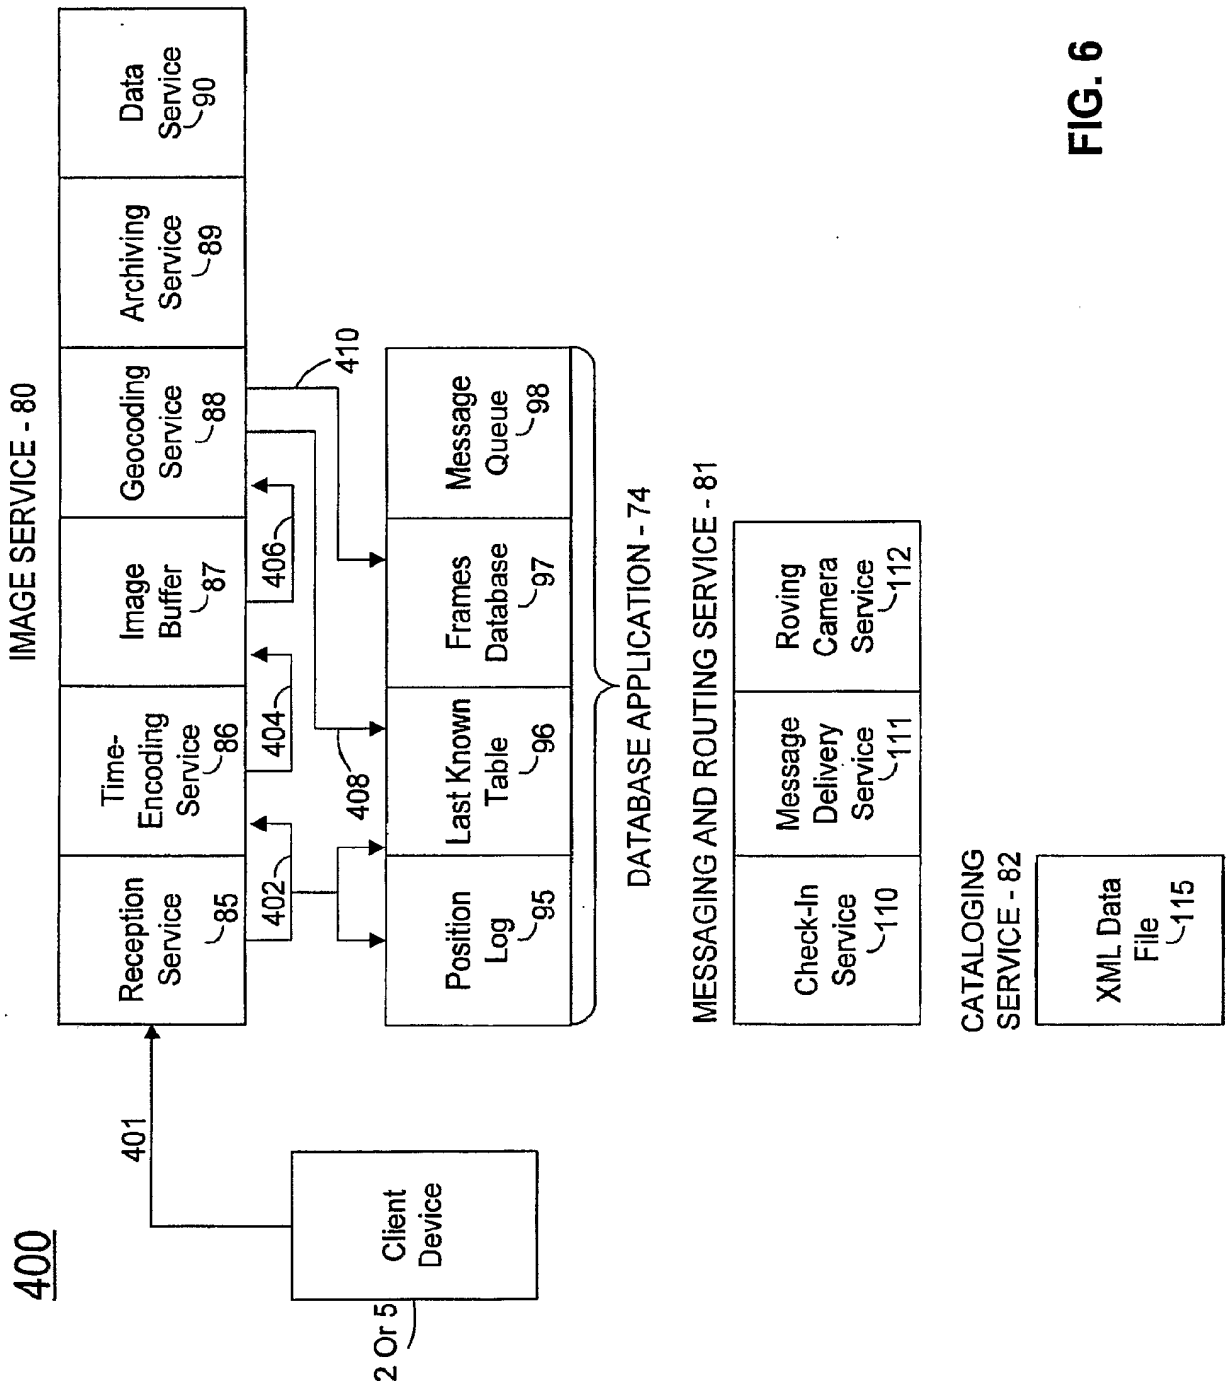 400
IMAGE SERVICE - 80
Reception
Service
85
Time-
Encoding
Service
86
Image
Buffer
87
Geocoding
Service
88
Archiving
Service
89
Data
Service
90
401
402
404
406
408
410
Client
Device
2 Or 5
Position
Log
95
Last Known
Table
96
Frames
Database
97
Message
Queue
98
DATABASE APPLICATION - 74
MESSAGING AND ROUTING SERVICE - 81
Check-In
Service
110
Message
Delivery
Service
111
Roving
Camera
Service
112
CATALOGING
SERVICE - 82
XML Data
File
115
FIG. 6